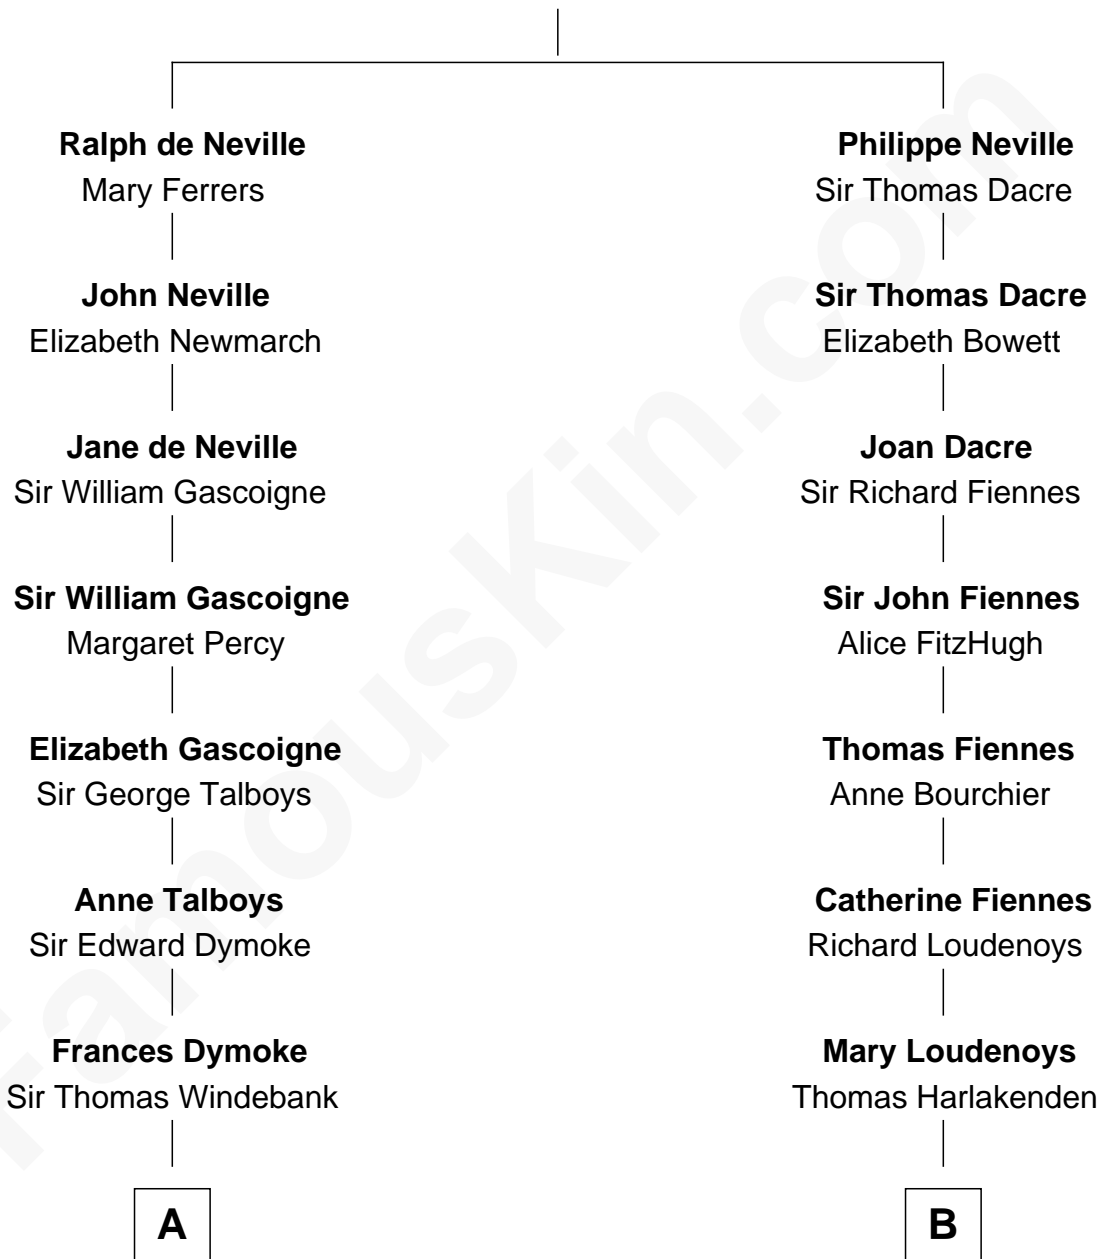 Ralph de Neville
Mary Ferrers
John Neville
Elizabeth Newmarch
Jane de Neville
Sir William Gascoigne
Sir William Gascoigne
Margaret Percy
Elizabeth Gascoigne
Sir George Talboys
Anne Talboys
Sir Edward Dymoke
Frances Dymoke
Sir Thomas Windebank
A
Philippe Neville
Sir Thomas Dacre
Sir Thomas Dacre
Elizabeth Bowett
Joan Dacre
Sir Richard Fiennes
Sir John Fiennes
Alice FitzHugh
Thomas Fiennes
Anne Bourchier
Catherine Fiennes
Richard Loudenoys
Mary Loudenoys
Thomas Harlakenden
B
FamousKin.com